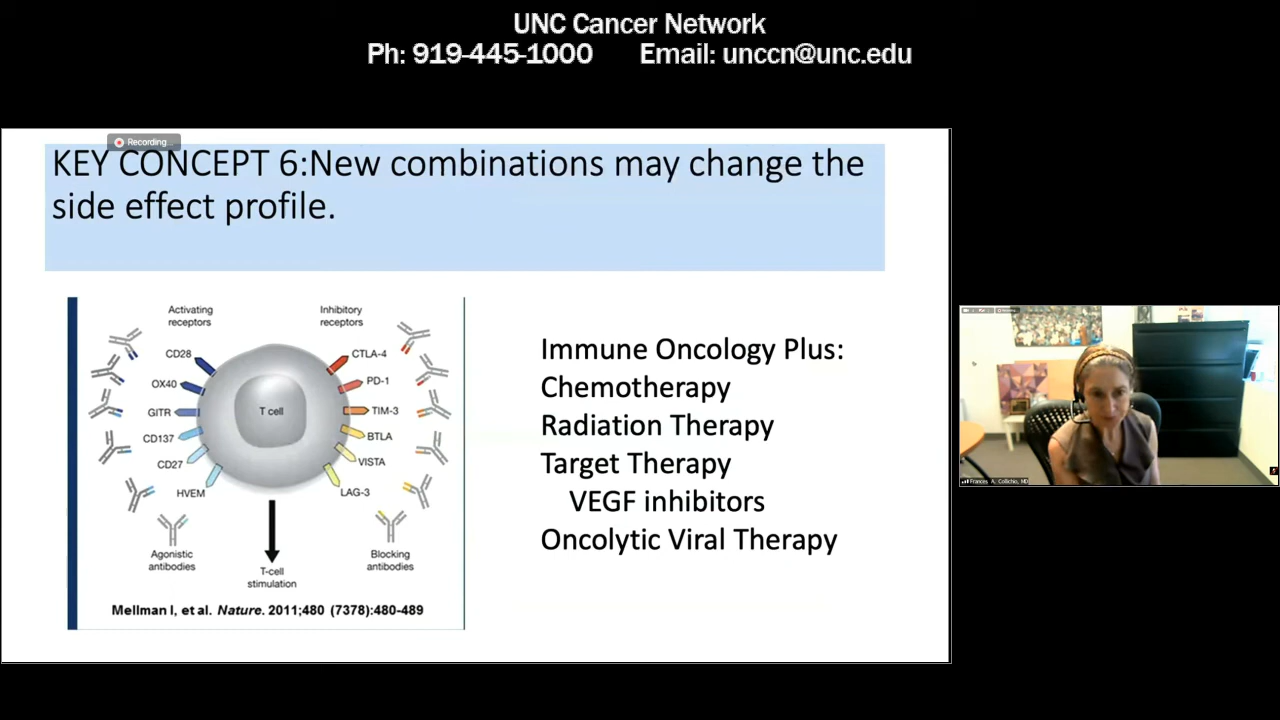 UNC Cancer Network
Ph: 919-445-1000 Email: unccn@unc.edu
Recording...
KEY CONCEPT 6:New combinations may change the
side effect profile.
Activating
receptors
Inhibitory
receptors
CD28
CTLA-4
OX40
PD-1
GITR
T cell
TIM-3
CD137
BTLA
CD27
VISTA
HVEM
LAG-3
Agonistic
antibodies
T-cell
stimulation
Blocking
antibodies
Mellman I, et al. Nature. 2011;480 (7378):480-489
Immune Oncology Plus:
Chemotherapy
Radiation Therapy
Target Therapy
VEGF inhibitors
Oncolytic Viral Therapy
Frances A. Collichio, MD